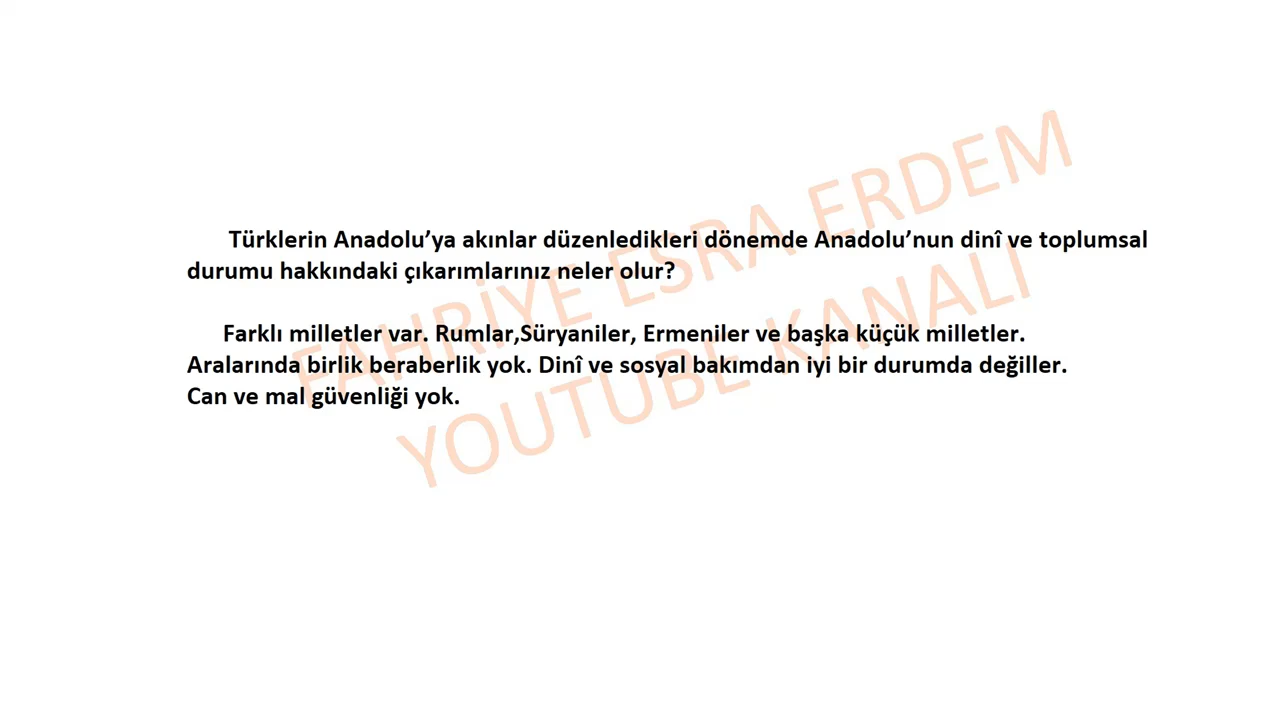 Türklerin Anadolu’ya akınlar düzenledikleri dönemde Anadolu’nun dinî ve toplumsal
durumu hakkındaki çıkarımlarınız neler olur?
Farklı milletler var. Rumlar,Süryaniler, Ermeniler ve başka küçük milletler.
Aralarında birlik beraberlik yok. Dinî ve sosyal bakımdan iyi bir durumda değiller.
Can ve mal güvenliği yok.
FAHRİYE ESRA ERDEM
YOUTUBE KANALI